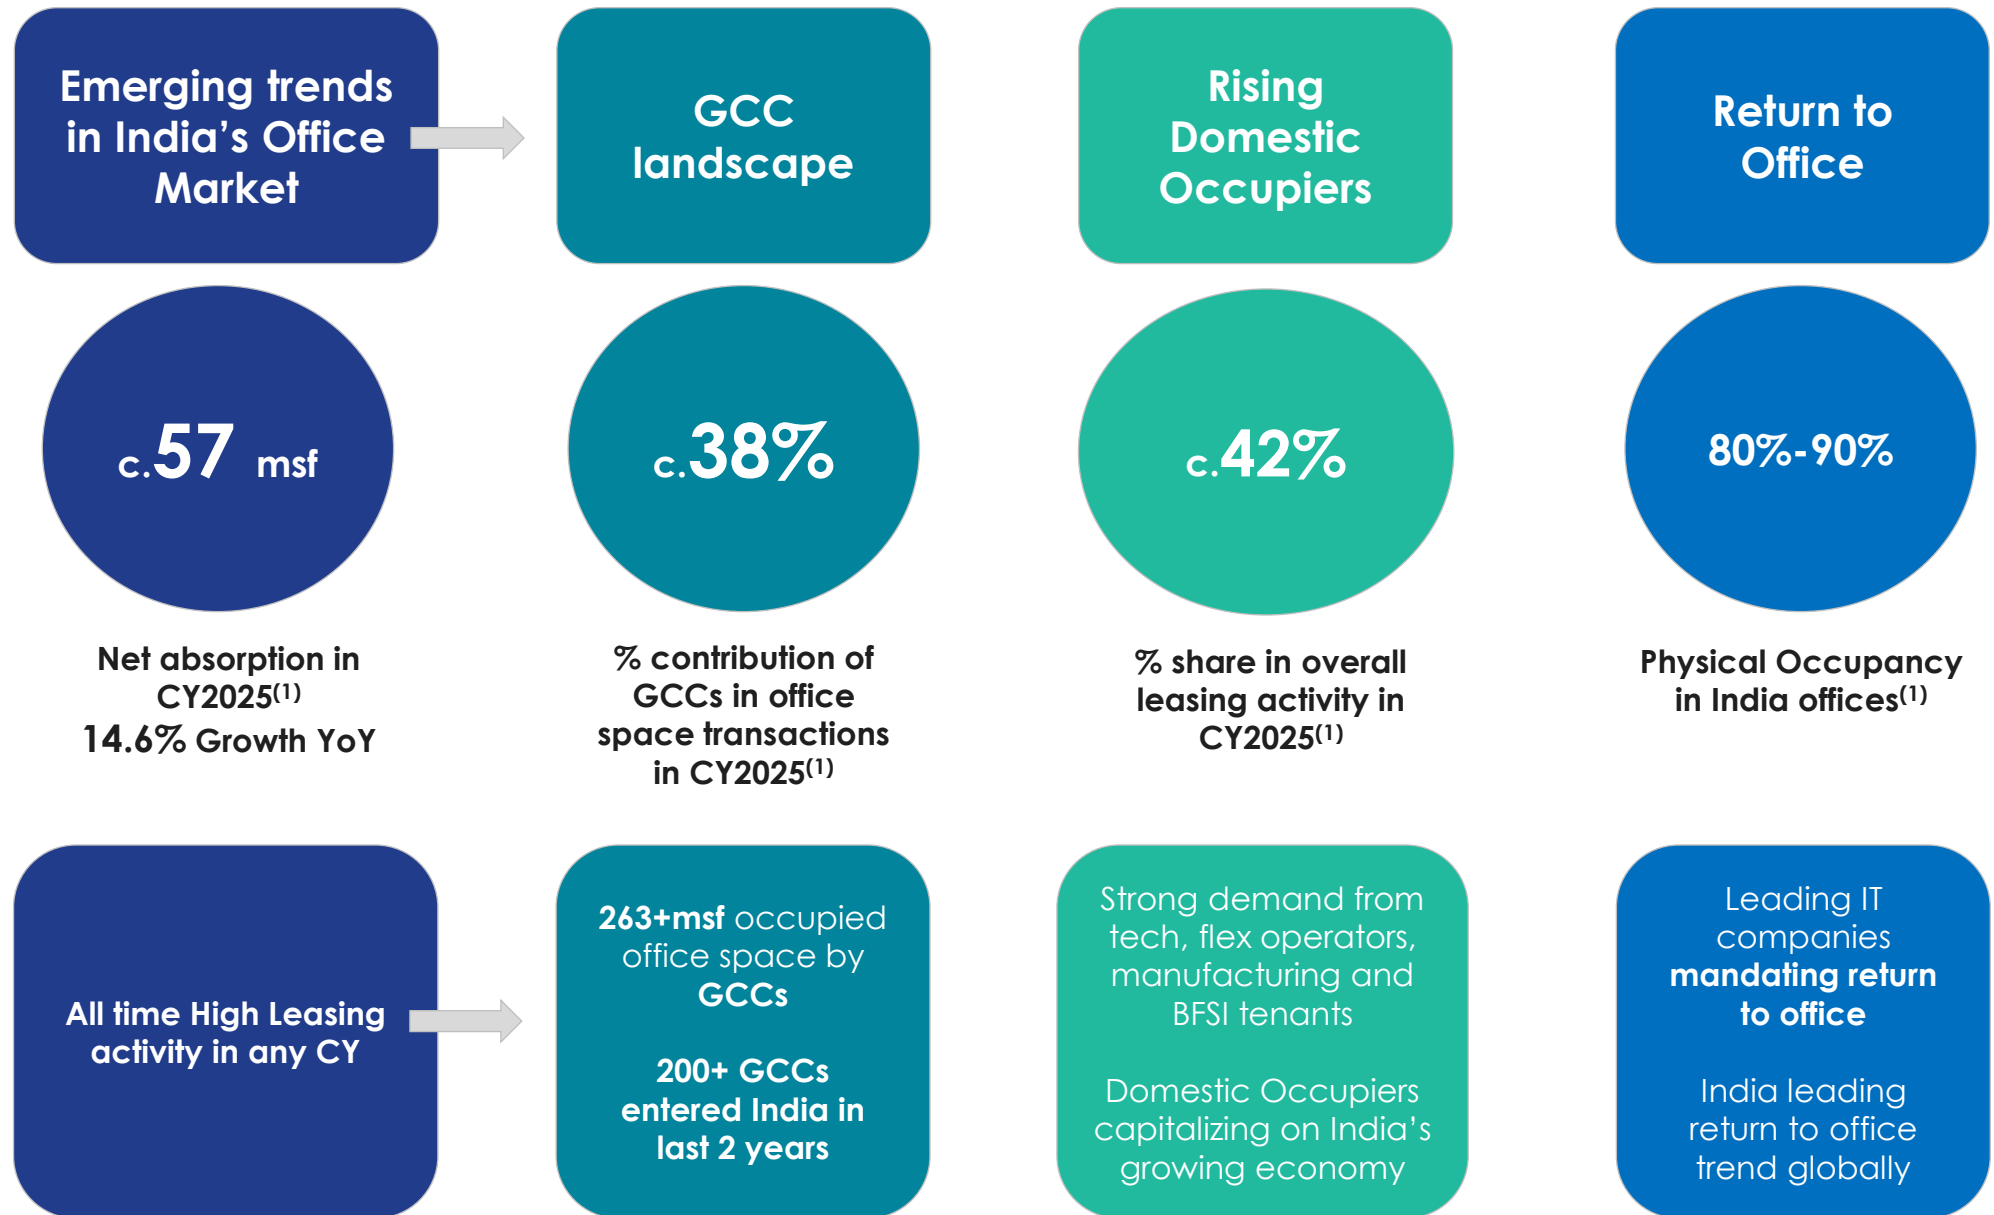 Emerging trends
in India's Office
Market
GCC
landscape
Rising
Domestic
Occupiers
Return to
Office
c.57 msf
c.38%
c.42%
80%-90%
Net absorption in
CY2025(1)
14.6% Growth YoY
% contribution of
GCCs in office
space transactions
in CY2025(1)
% share in overall
leasing activity in
CY2025(1)
Physical Occupancy
in India offices(1)
All time High Leasing
activity in any CY
263+msf occupied
office space by
GCCs
200+ GCCs
entered India in
last 2 years
Strong demand from
tech, flex operators,
manufacturing and
BFSI tenants
Domestic Occupiers
capitalizing on India's
growing economy
Leading IT
companies
mandating return
to office
India leading
return to office
trend globally